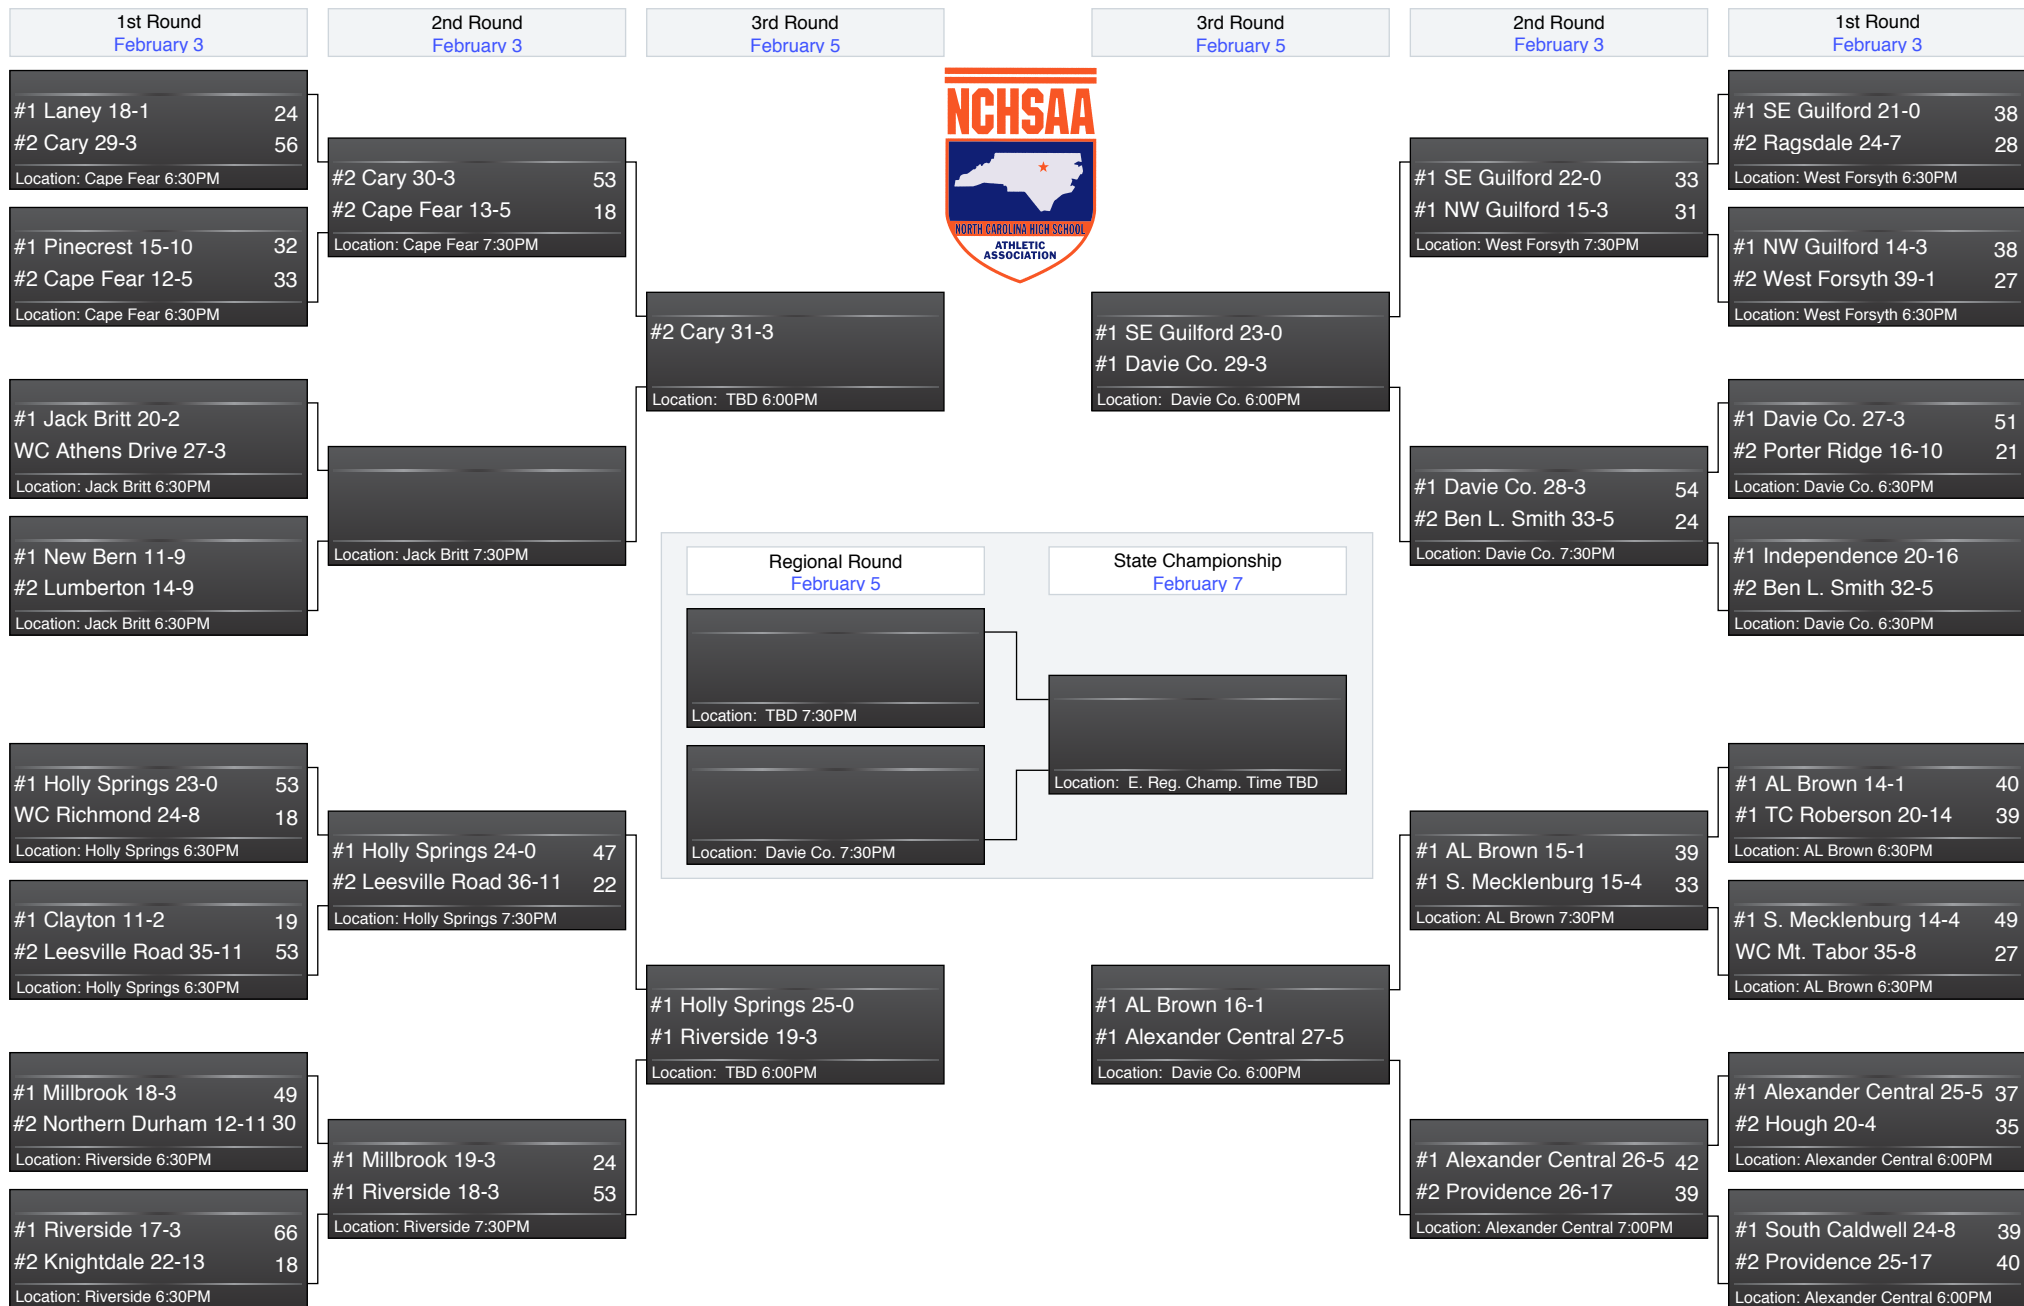 1st Round
February 3
2nd Round
February 3
3rd Round
February 5
3rd Round
February 5
2nd Round
February 3
1st Round
February 3
#1 Laney 18-1 24
#2 Cary 29-3 56
Location: Cape Fear 6:30PM
#1 Pinecrest 15-10 32
#2 Cape Fear 12-5 33
Location: Cape Fear 6:30PM
#1 Jack Britt 20-2
WC Athens Drive 27-3
Location: Jack Britt 6:30PM
#1 New Bern 11-9
#2 Lumberton 14-9
Location: Jack Britt 6:30PM
#1 Holly Springs 23-0 53
WC Richmond 24-8 18
Location: Holly Springs 6:30PM
#1 Clayton 11-2 19
#2 Leesville Road 35-11 53
Location: Holly Springs 6:30PM
#1 Millbrook 18-3 49
#2 Northern Durham 12-11 30
Location: Riverside 6:30PM
#1 Riverside 17-3 66
#2 Knightdale 22-13 18
Location: Riverside 6:30PM
#2 Cary 30-3 53
#2 Cape Fear 13-5 18
Location: Cape Fear 7:30PM
Location: Jack Britt 7:30PM
#1 Holly Springs 24-0 47
#2 Leesville Road 36-11 22
Location: Holly Springs 7:30PM
#1 Millbrook 19-3 24
#1 Riverside 18-3 53
Location: Riverside 7:30PM
#2 Cary 31-3
Location: TBD 6:00PM
#1 Holly Springs 25-0
#1 Riverside 19-3
Location: TBD 6:00PM
NCHSAA
NORTH CAROLINA HIGH SCHOOL
ATHLETIC
ASSOCIATION
Regional Round
February 5
State Championship
February 7
Location: TBD 7:30PM
Location: Davie Co. 7:30PM
Location: E. Reg. Champ. Time TBD
#1 SE Guilford 23-0
#1 Davie Co. 29-3
Location: Davie Co. 6:00PM
#1 AL Brown 16-1
#1 Alexander Central 27-5
Location: Davie Co. 6:00PM
#1 SE Guilford 22-0 33
#1 NW Guilford 15-3 31
Location: West Forsyth 7:30PM
#1 Davie Co. 28-3 54
#2 Ben L. Smith 33-5 24
Location: Davie Co. 7:30PM
#1 AL Brown 15-1 39
#1 S. Mecklenburg 15-4 33
Location: AL Brown 7:30PM
#1 Alexander Central 26-5 42
#2 Providence 26-17 39
Location: Alexander Central 7:00PM
#1 SE Guilford 21-0 38
#2 Ragsdale 24-7 28
Location: West Forsyth 6:30PM
#1 NW Guilford 14-3 38
#2 West Forsyth 39-1 27
Location: West Forsyth 6:30PM
#1 Davie Co. 27-3 51
#2 Porter Ridge 16-10 21
Location: Davie Co. 6:30PM
#1 Independence 20-16
#2 Ben L. Smith 32-5
Location: Davie Co. 6:30PM
#1 AL Brown 14-1 40
#1 TC Roberson 20-14 39
Location: AL Brown 6:30PM
#1 S. Mecklenburg 14-4 49
WC Mt. Tabor 35-8 27
Location: AL Brown 6:30PM
#1 Alexander Central 25-5 37
#2 Hough 20-4 35
Location: Alexander Central 6:00PM
#1 South Caldwell 24-8 39
#2 Providence 25-17 40
Location: Alexander Central 6:00PM